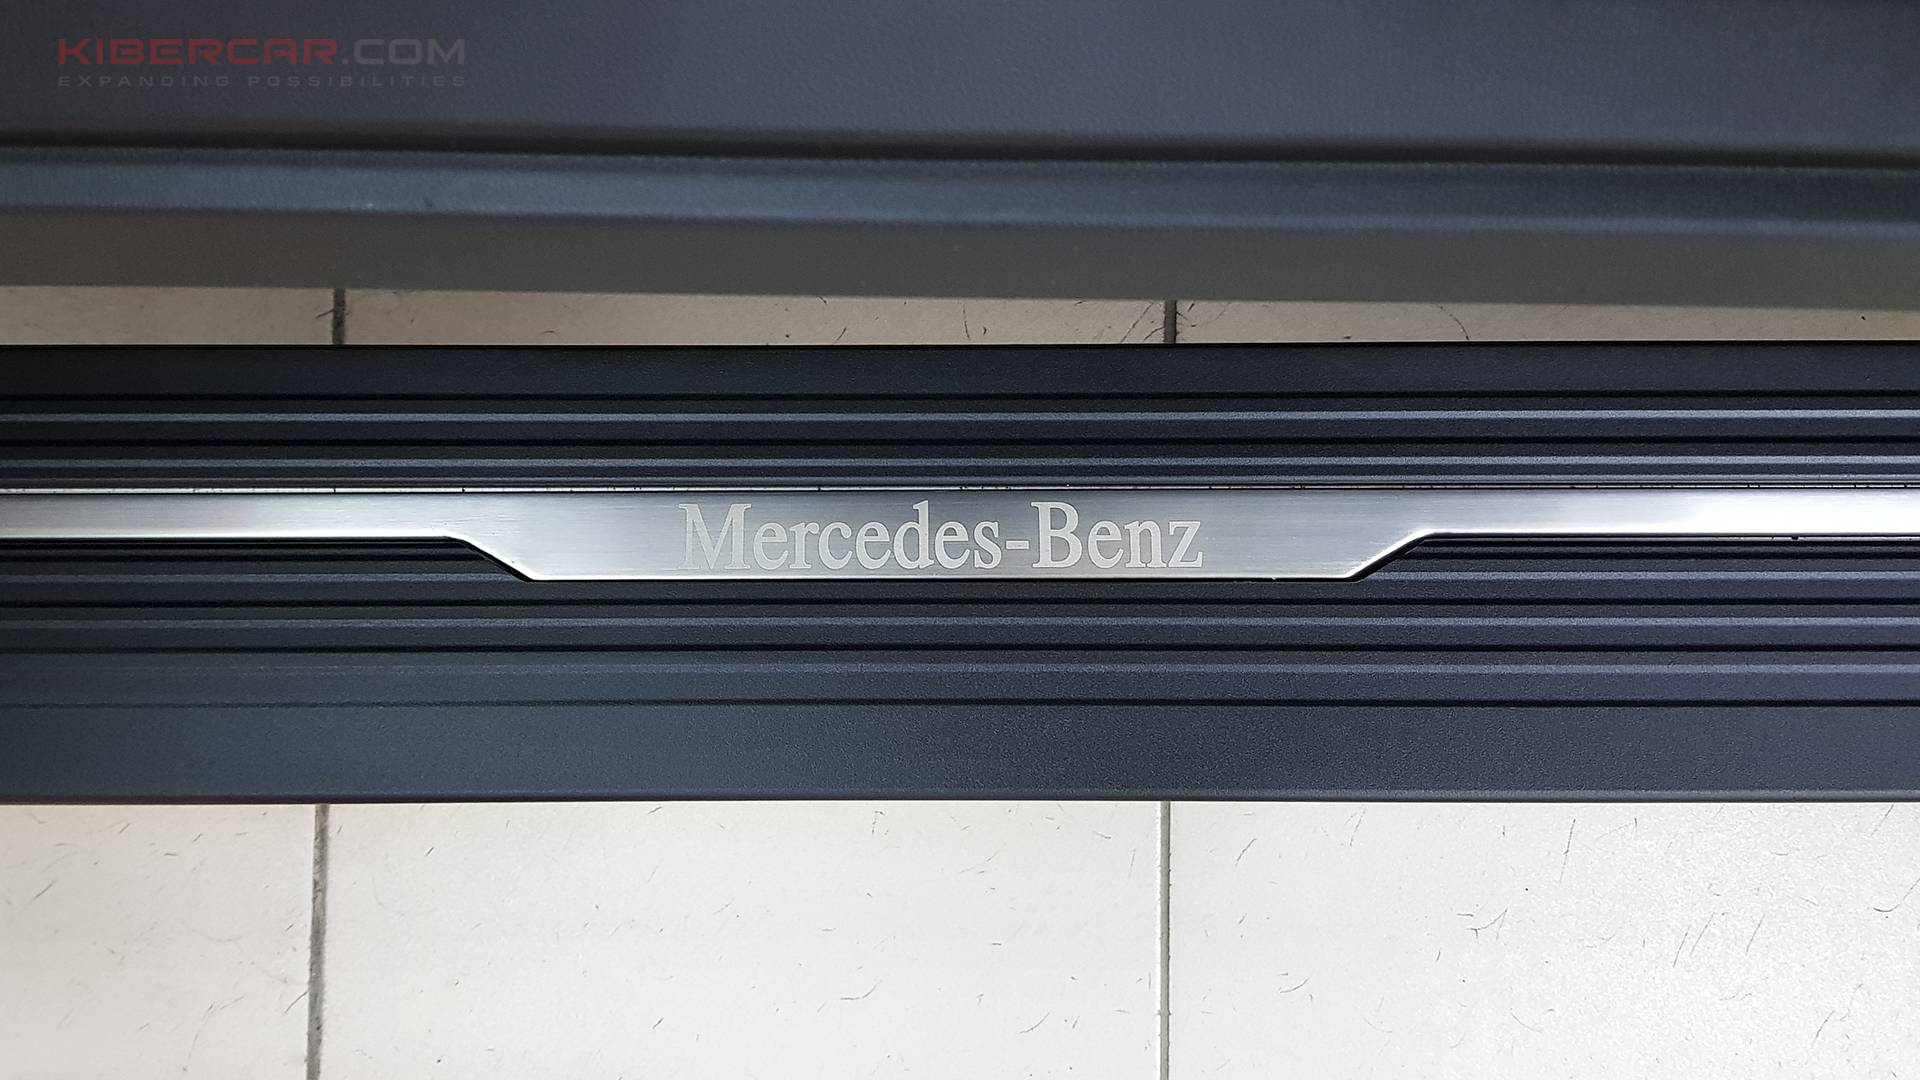 KIBERCAR.COM
EXPANDING POSSIBILITIES
Mercedes-Benz